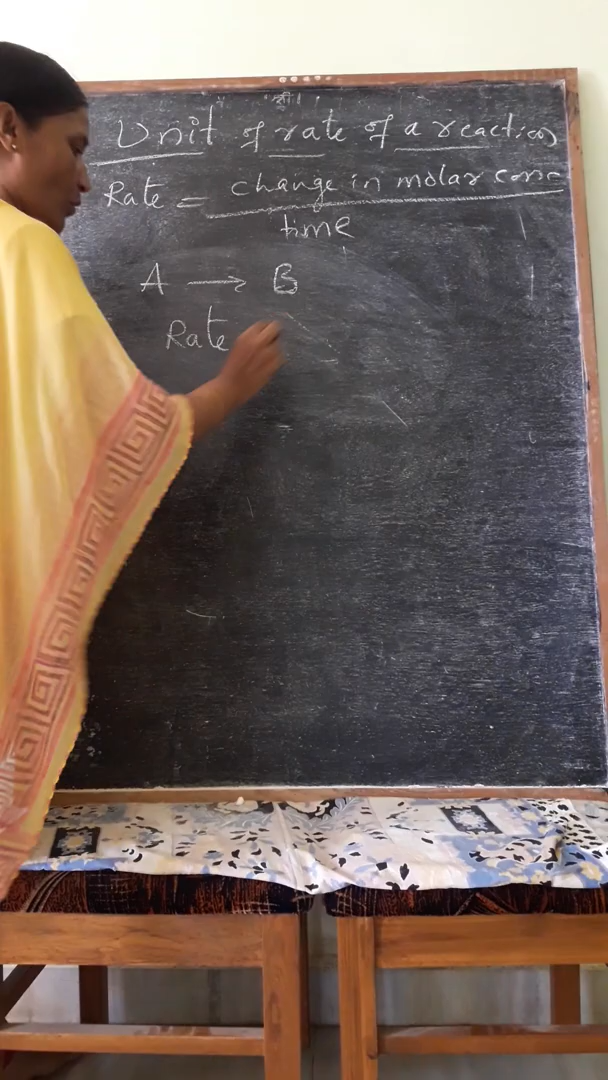 श्री
Unit of rate of a reaction
Rate = change in molar conc
time
A → B
Rate